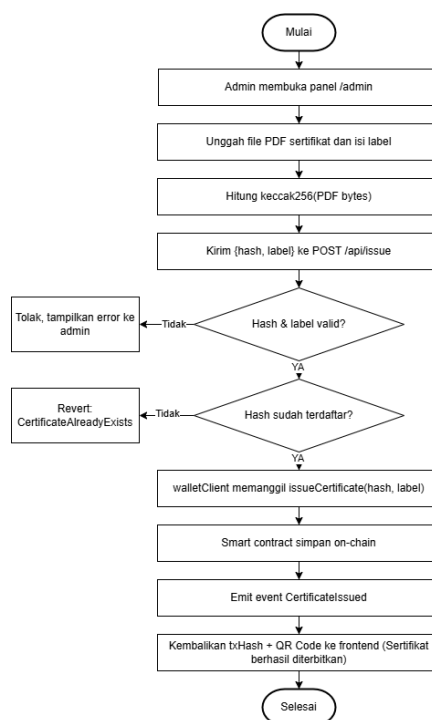 Mulai
Admin membuka panel /admin
Unggah file PDF sertifikat dan isi label
Hitung keccak256(PDF bytes)
Kirim {hash, label} ke POST /api/issue
Tolak, tampilkan error ke
admin
Tidak
Hash & label valid?
YA
Revert:
CertificateAlreadyExists
Tidak
Hash sudah terdaftar?
YA
walletClient memanggil issueCertificate(hash, label)
Smart contract simpan on-chain
Emit event CertificateIssued
Kembalikan txHash + QR Code ke frontend (Sertifikat
berhasil diterbitkan)
Selesai